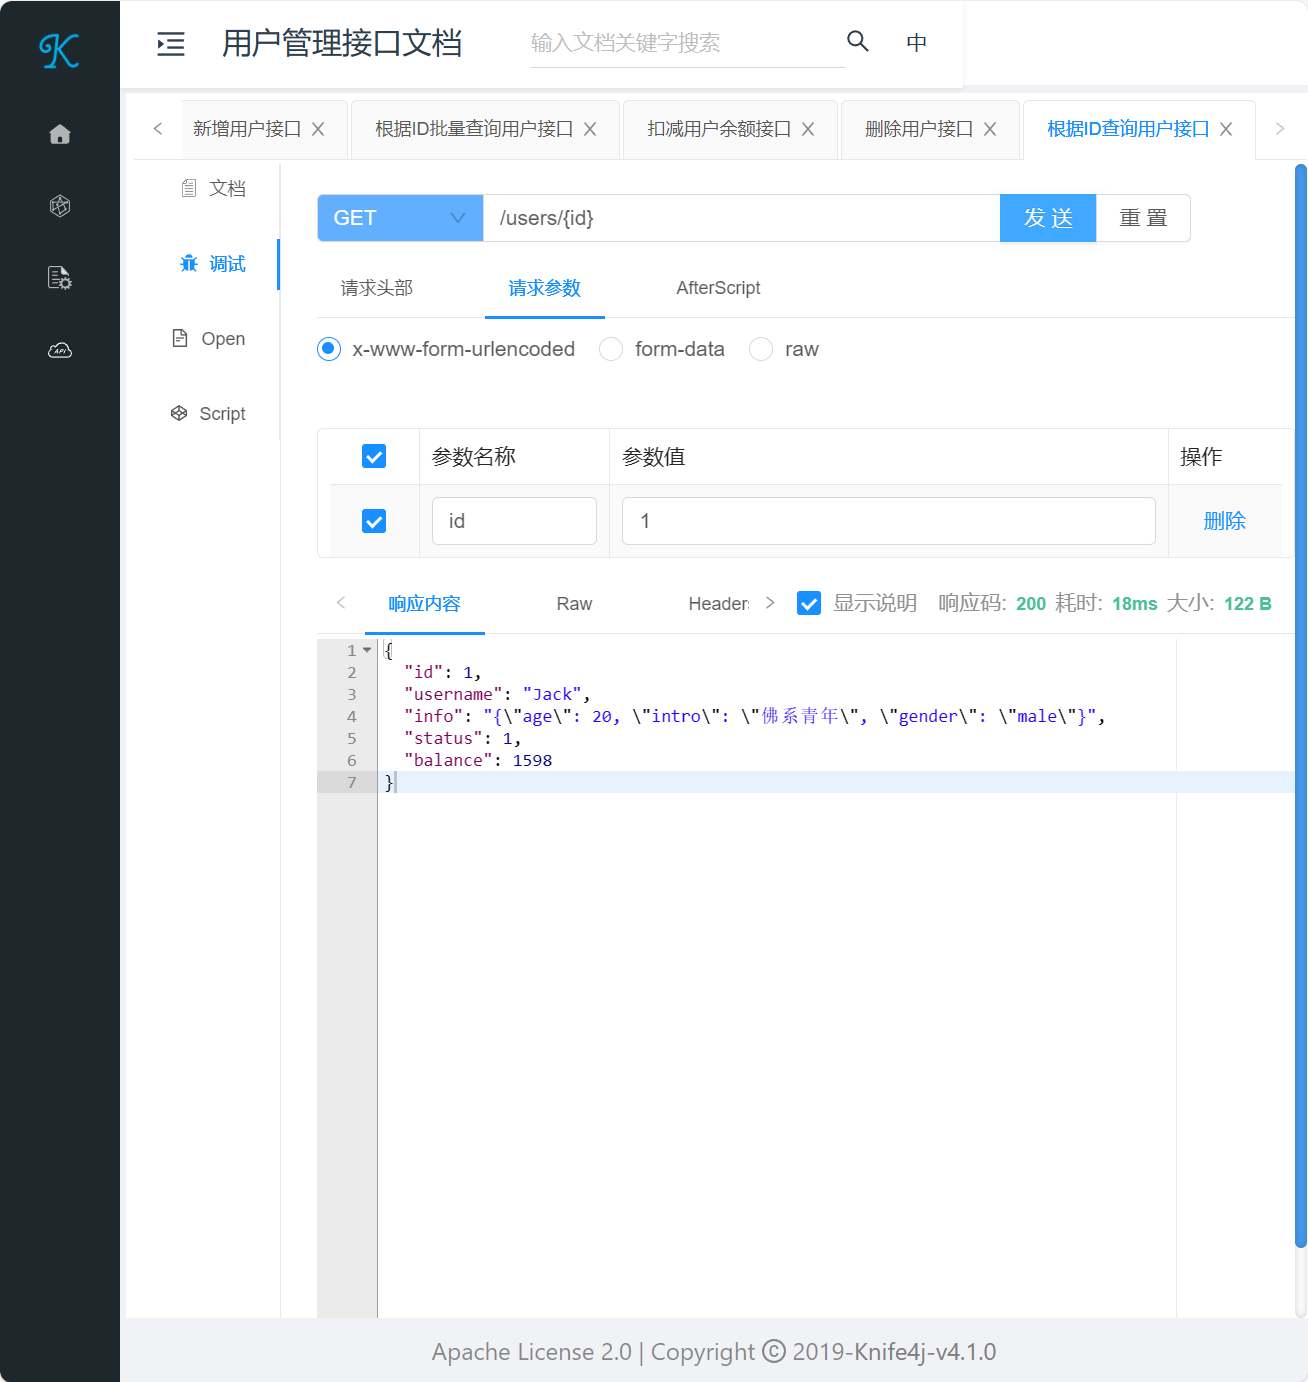 K
用户管理接口文档
输入文档关键字搜索
中
新增用户接口
根据ID批量查询用户接口
扣减用户余额接口
删除用户接口
根据ID查询用户接口
文档
调试
Open
Script
GET
/users/{id}
发 送
重 置
请求头部
请求参数
AfterScript
x-www-form-urlencoded
form-data
raw
参数名称
参数值
操作
id
1
删除
响应内容
Raw
Header
显示说明
响应码: 200 耗时: 18ms 大小: 122 B
1 {
2 "id": 1,
3 "username": "Jack",
4 "info": "{\"age\": 20, \"intro\": \"佛系青年\", \"gender\": \"male\"}",
5 "status": 1,
6 "balance": 1598
7 }
API
Apache License 2.0 | Copyright © 2019-Knife4j-v4.1.0